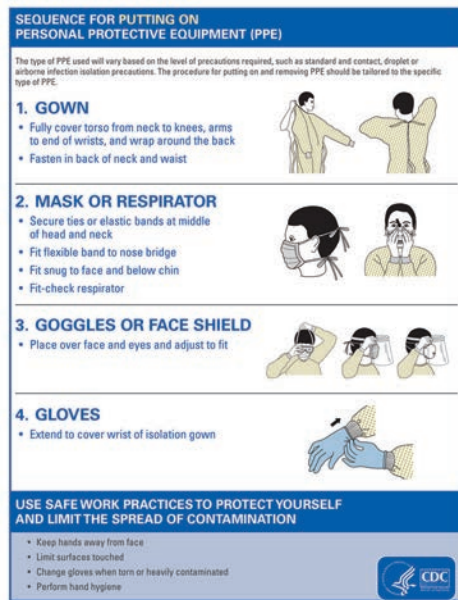 SEQUENCE FOR PUTTING ON
PERSONAL PROTECTIVE EQUIPMENT (PPE)
The type of PPE used will vary based on the level of precautions required, such as standard and contact, droplet or
airborne infection isolation precautions. The procedure for putting on and removing PPE should be tailored to the specific
type of PPE.
1. GOWN
• Fully cover torso from neck to knees, arms
to end of wrists, and wrap around the back
• Fasten in back of neck and waist
2. MASK OR RESPIRATOR
• Secure ties or elastic bands at middle
of head and neck
• Fit flexible band to nose bridge
• Fit snug to face and below chin
• Fit-check respirator
3. GOGGLES OR FACE SHIELD
• Place over face and eyes and adjust to fit
4. GLOVES
• Extend to cover wrist of isolation gown
USE SAFE WORK PRACTICES TO PROTECT YOURSELF
AND LIMIT THE SPREAD OF CONTAMINATION
• Keep hands away from face
• Limit surfaces touched
• Change gloves when torn or heavily contaminated
• Perform hand hygiene
CDC